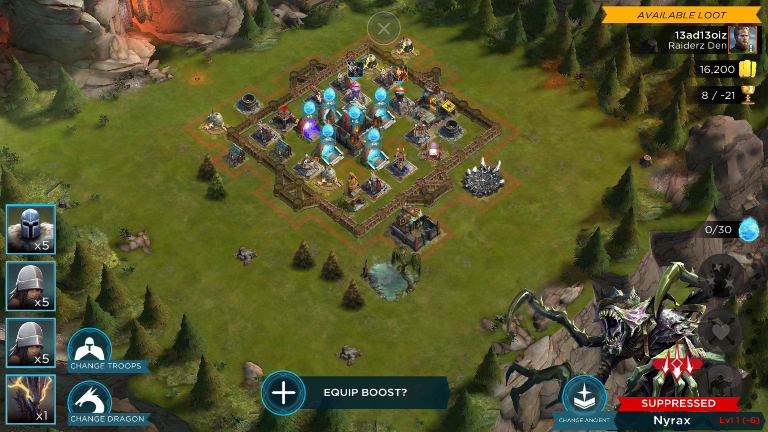 AVAILABLE LOOT
13ad13oiz
Raiderz Den
16,200
8 / -21
0/30
x5
x5
x5
x1
CHANGE TROOPS
CHANGE DRAGON
EQUIP BOOST?
CHANGE ANCIENT
SUPPRESSED
Nyrax
Lvl 1 (-6)